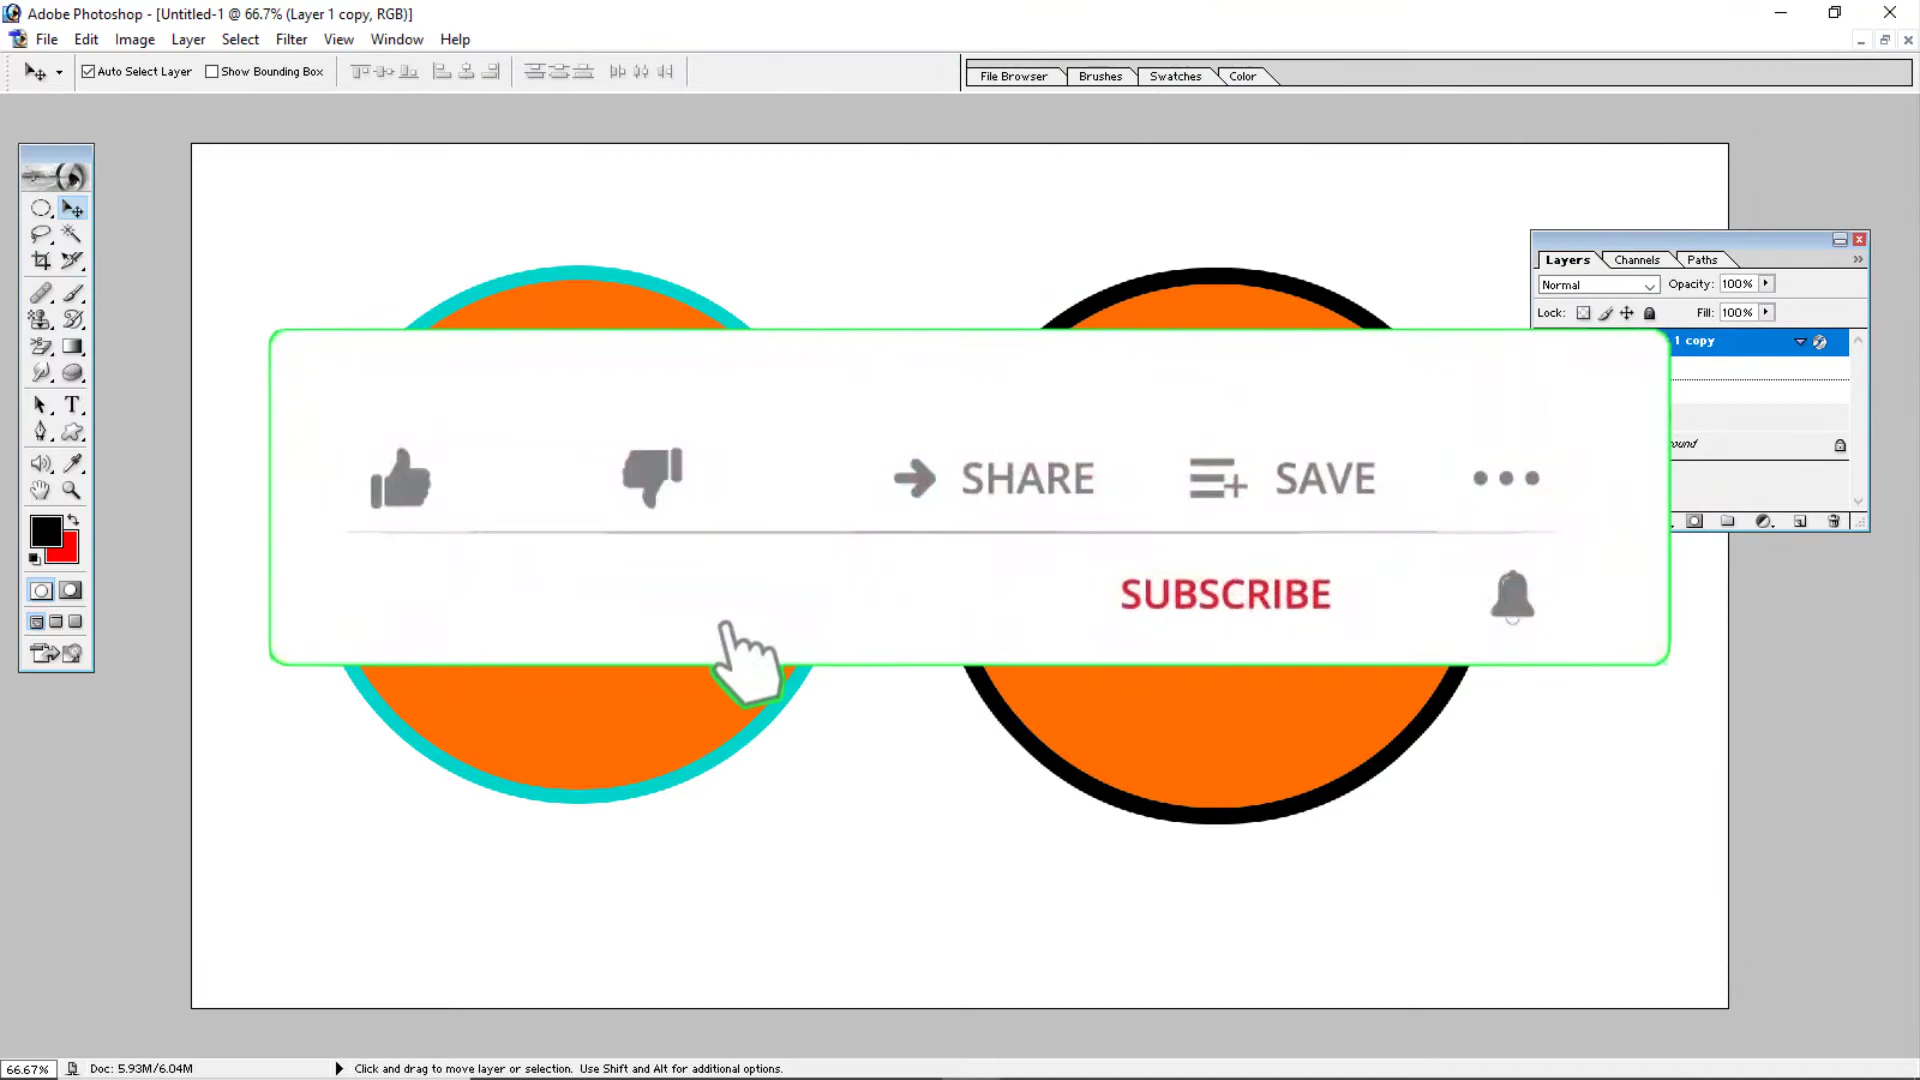 Adobe Photoshop - [Untitled-1 @ 66.7% (Layer 1 copy, RGB)]
File Edit Image Layer Select Filter View Window Help
Auto Select Layer Show Bounding Box
File Browser Brushes Swatches Color
Layers Channels Paths
Normal Opacity: 100%
Lock: Fill: 100%
1 copy
ound
T
SHARE SAVE
SUBSCRIBE
66.67% Doc: 5.93M/6.04M Click and drag to move layer or selection. Use Shift and Alt for additional options.